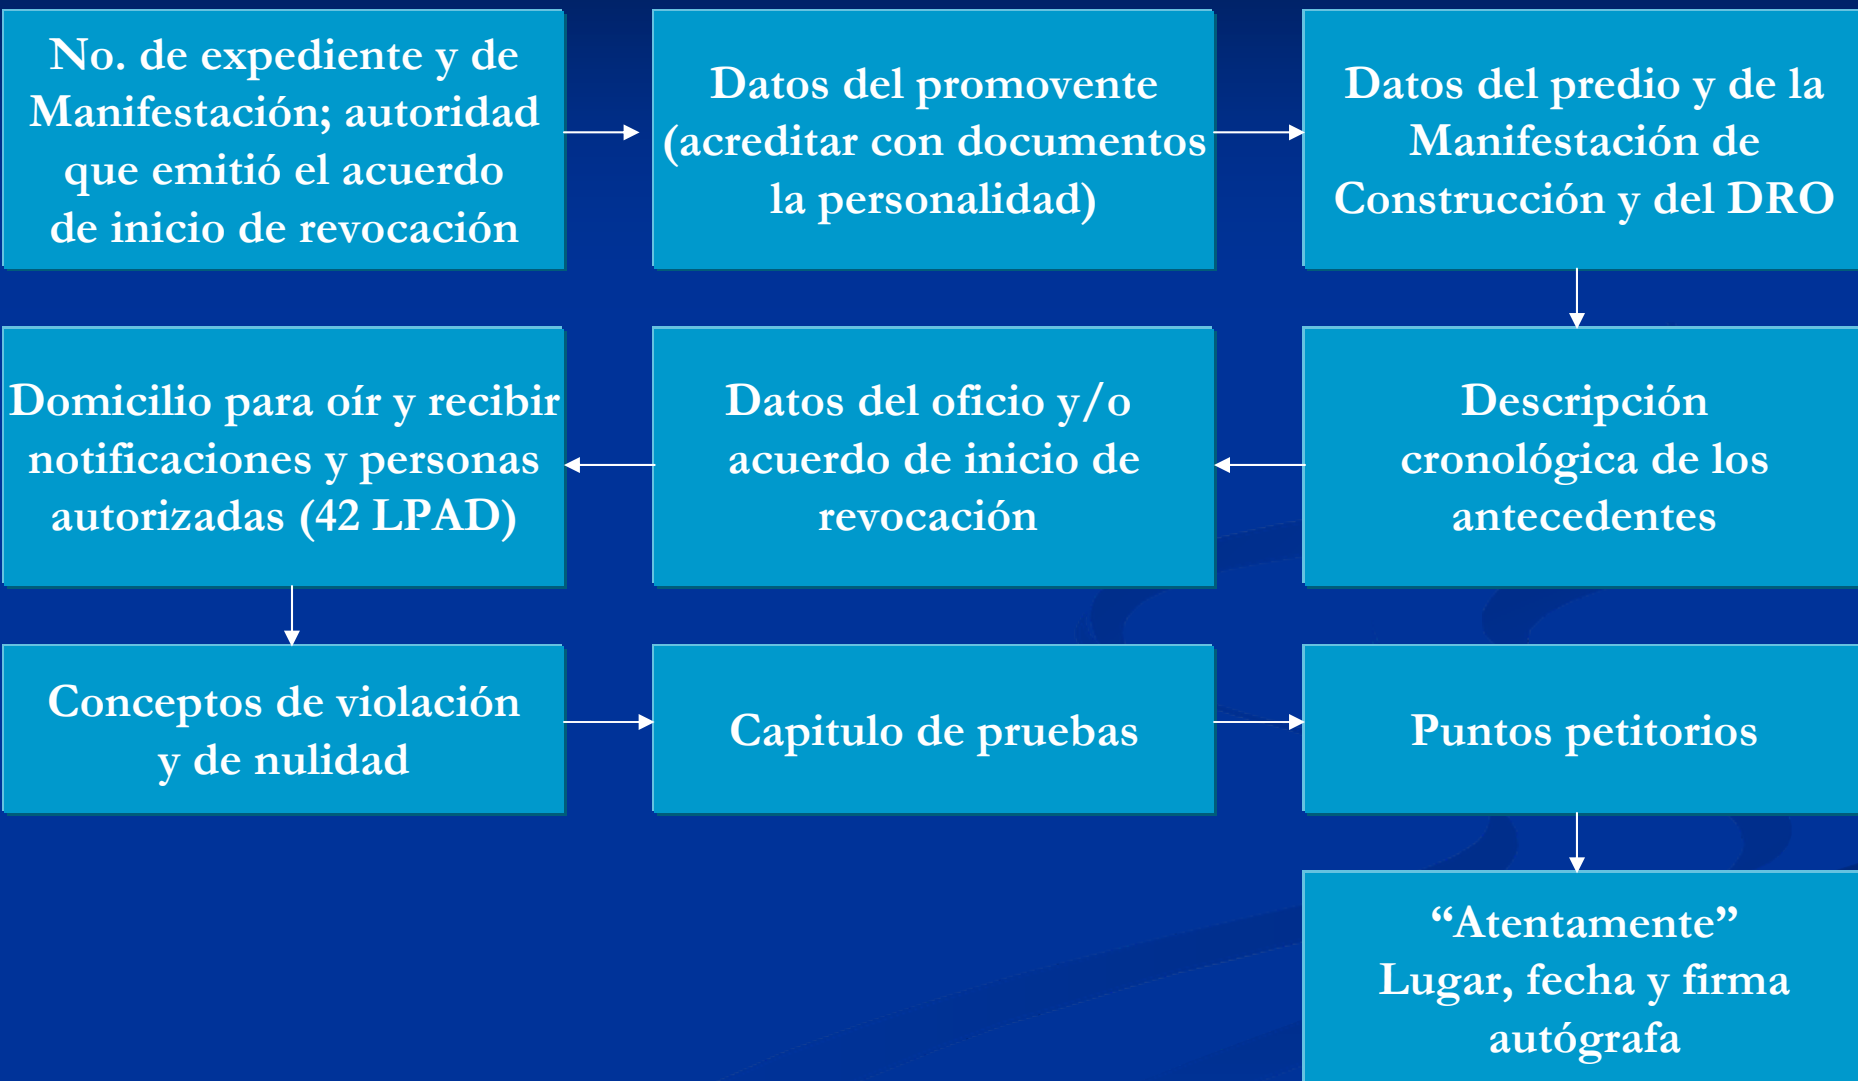 No. de expediente y de
Manifestación; autoridad
que emitió el acuerdo
de inicio de revocación
Datos del promovente
(acreditar con documentos
la personalidad)
Datos del predio y de la
Manifestación de
Construcción y del DRO
Descripción
cronológica de los
antecedentes
Datos del oficio y/o
acuerdo de inicio de
revocación
Domicilio para oír y recibir
notificaciones y personas
autorizadas (42 LPAD)
Conceptos de violación
y de nulidad
Capitulo de pruebas
Puntos petitorios
“Atentamente”
Lugar, fecha y firma
autógrafa